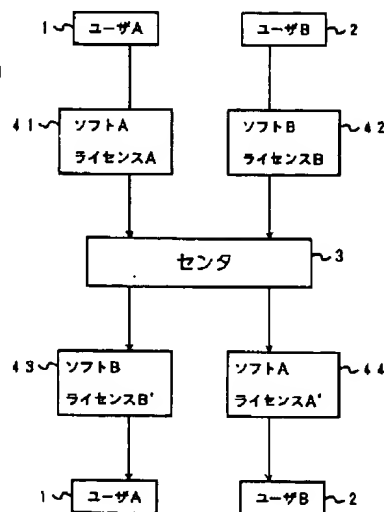 1 ユーザA
ユーザB 2
41 ソフトA
ライセンスA
ソフトB 42
ライセンスB
センタ 3
43 ソフトB
ライセンスB'
ソフトA 44
ライセンスA'
1 ユーザA
ユーザB 2